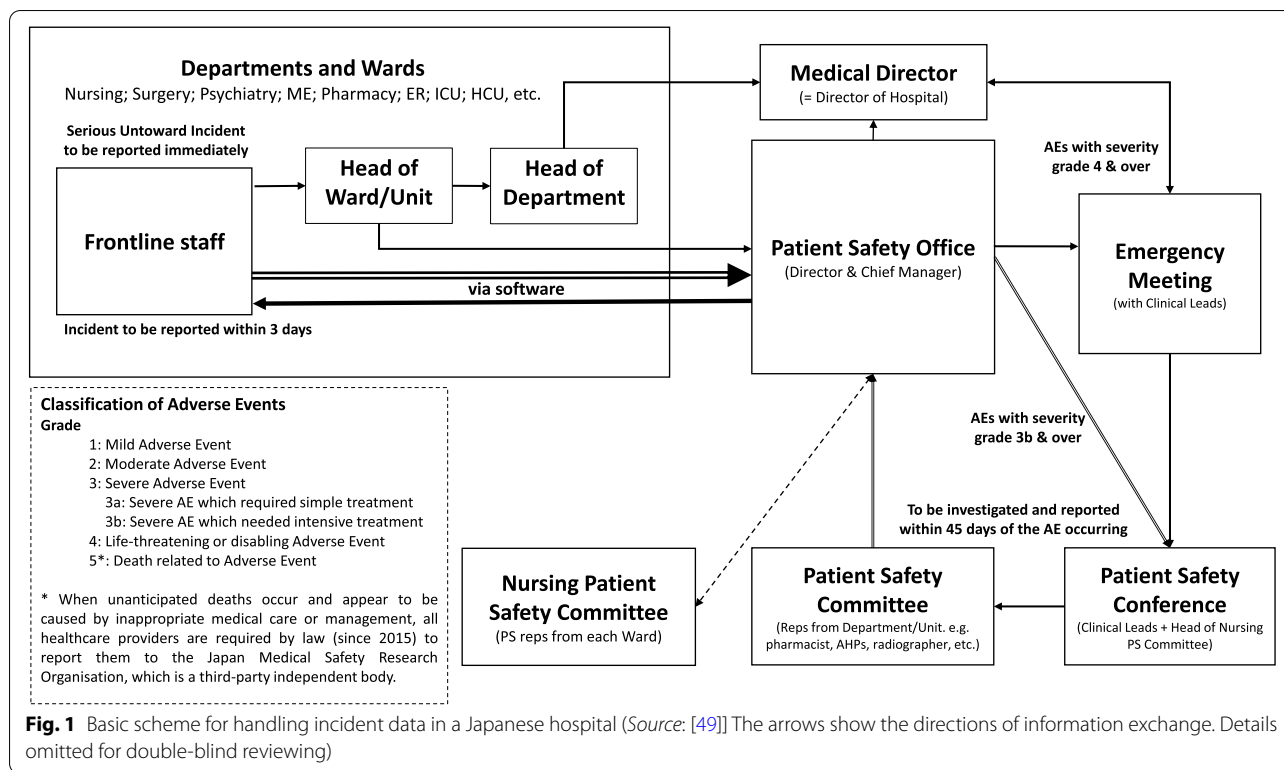 Departments and Wards
Nursing; Surgery; Psychiatry; ME; Pharmacy; ER; ICU; HCU, etc.
Serious Untoward Incident
to be reported immediately
Frontline staff
Head of
Ward/Unit
Head of
Department
via software
Incident to be reported within 3 days
Medical Director
(= Director of Hospital)
Patient Safety Office
(Director & Chief Manager)
AEs with severity
grade 4 & over
Emergency
Meeting
(with Clinical Leads)
AEs with severity
grade 3b & over
To be investigated and reported
within 45 days of the AE occurring
Classification of Adverse Events
Grade
1: Mild Adverse Event
2: Moderate Adverse Event
3: Severe Adverse Event
3a: Severe AE which required simple treatment
3b: Severe AE which needed intensive treatment
4: Life-threatening or disabling Adverse Event
5*: Death related to Adverse Event
* When unanticipated deaths occur and appear to be
caused by inappropriate medical care or management, all
healthcare providers are required by law (since 2015) to
report them to the Japan Medical Safety Research
Organisation, which is a third-party independent body.
Nursing Patient
Safety Committee
(PS reps from each Ward)
Patient Safety
Committee
(Reps from Department/Unit. e.g.
pharmacist, AHPs, radiographer, etc.)
Patient Safety
Conference
(Clinical Leads + Head of Nursing
PS Committee)
Fig. 1 Basic scheme for handling incident data in a Japanese hospital (Source: [49]] The arrows show the directions of information exchange. Details
omitted for double-blind reviewing)